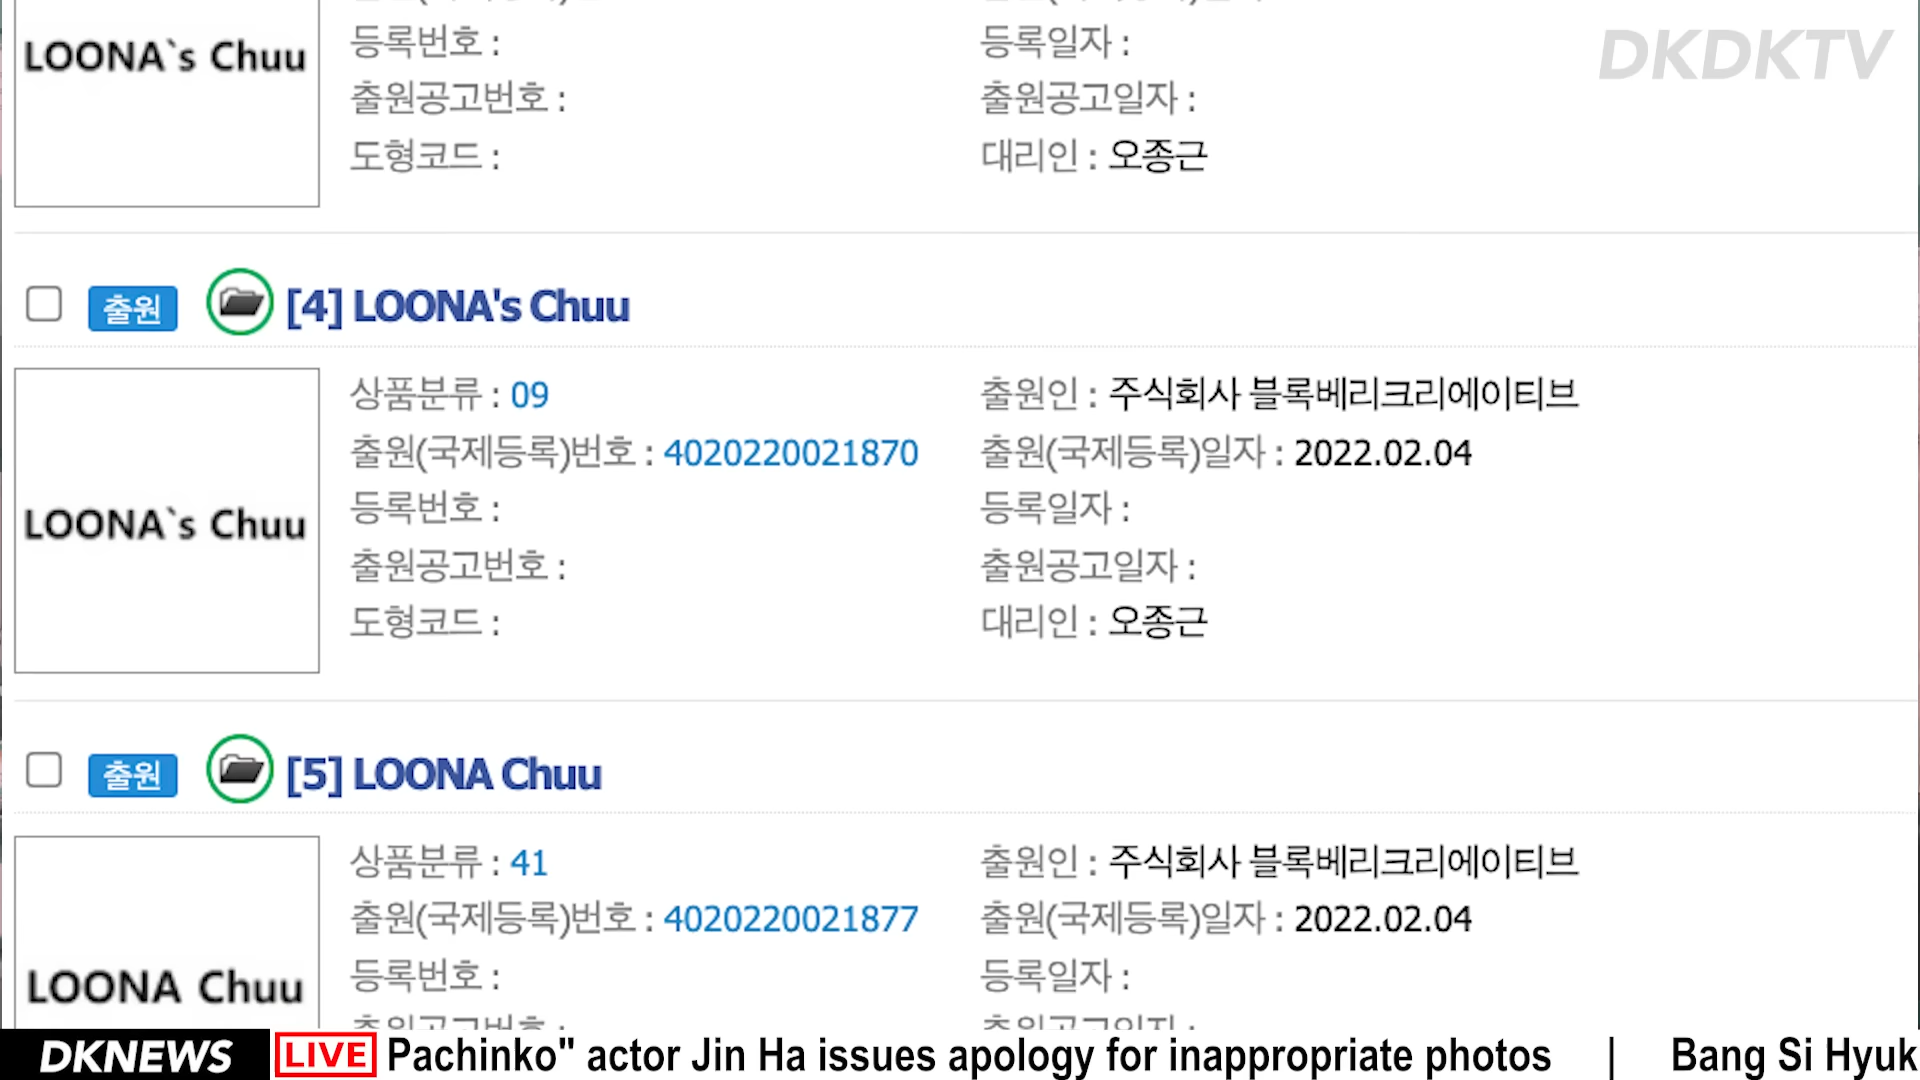 DKDKTV
LOONA`s Chuu
등록번호 :
등록일자 :
출원공고번호 :
출원공고일자 :
도형코드 :
대리인 : 오종근
출원 [4] LOONA's Chuu
LOONA`s Chuu
상품분류 : 09
출원인 : 주식회사 블록베리크리에이티브
출원(국제등록)번호 : 4020220021870
출원(국제등록)일자 : 2022.02.04
등록번호 :
등록일자 :
출원공고번호 :
출원공고일자 :
도형코드 :
대리인 : 오종근
출원 [5] LOONA Chuu
LOONA Chuu
상품분류 : 41
출원인 : 주식회사 블록베리크리에이티브
출원(국제등록)번호 : 4020220021877
출원(국제등록)일자 : 2022.02.04
등록번호 :
등록일자 :
DKNEWS LIVE Pachinko" actor Jin Ha issues apology for inappropriate photos | Bang Si Hyuk